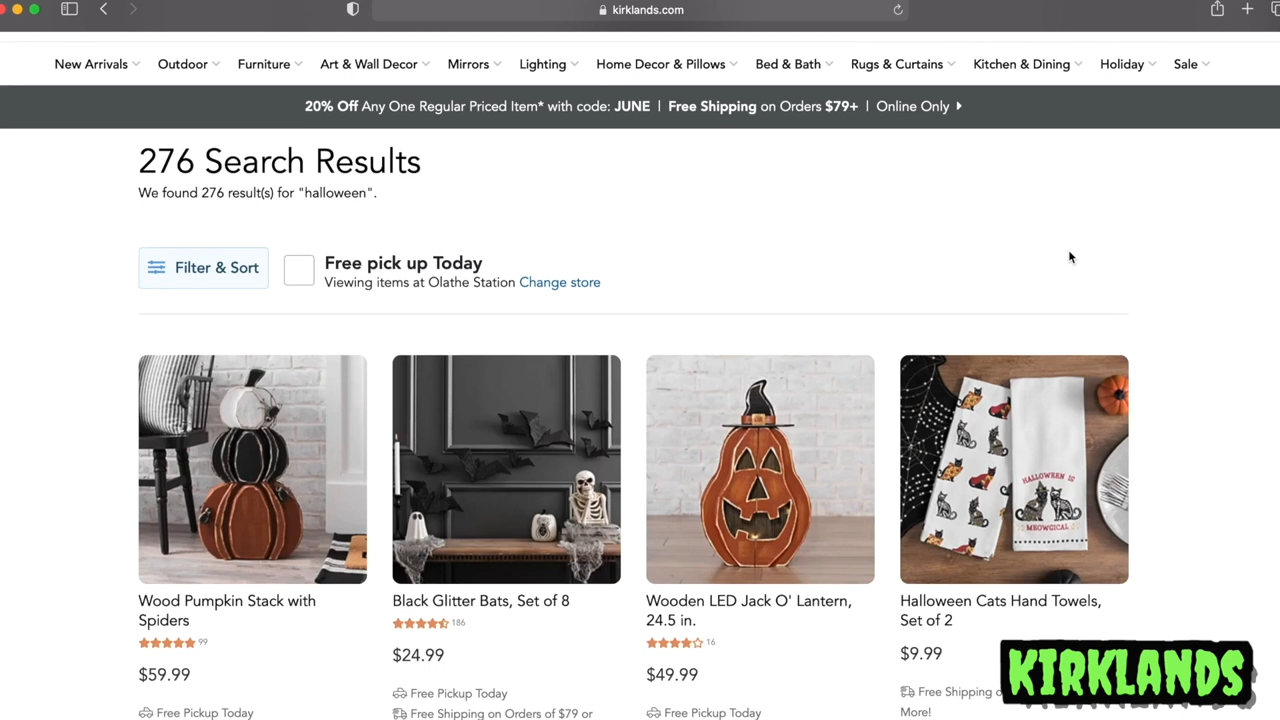 kirklands.com
New Arrivals Outdoor Furniture Art & Wall Decor Mirrors Lighting Home Decor & Pillows Bed & Bath Rugs & Curtains Kitchen & Dining Holiday Sale
20% Off Any One Regular Priced Item* with code: JUNE | Free Shipping on Orders $79+ | Online Only
276 Search Results
We found 276 result(s) for "halloween".
Filter & Sort
Free pick up Today
Viewing items at Olathe Station Change store
HALLOWEEN IS
MEOWGICAL
Wood Pumpkin Stack with
Spiders
99
$59.99
Free Pickup Today
Black Glitter Bats, Set of 8
186
$24.99
Free Pickup Today
Free Shipping on Orders of $79 or
Wooden LED Jack O' Lantern,
24.5 in.
16
$49.99
Free Pickup Today
Halloween Cats Hand Towels,
Set of 2
$9.99
Free Shipping
More!
KIRKLANDS